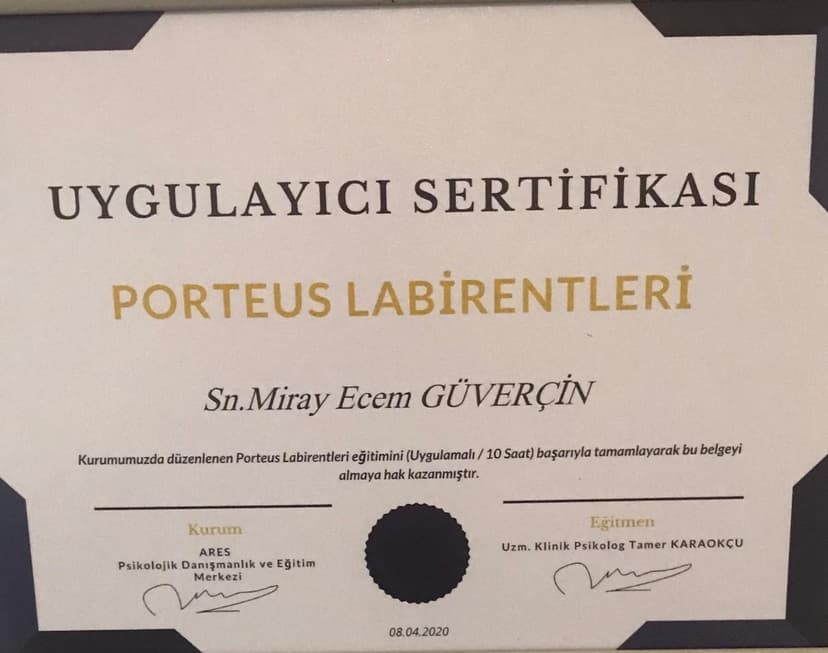 UYGULAYICI SERTİFİKASI
PORTEUS LABİRENTLERİ
Sn.Miray Ecem GÜVERÇİN
Kurumumuzda düzenlenen Porteus Labirentleri eğitimini (Uygulamalı / 10 Saat) başarıyla tamamlayarak bu belgeyi
almaya hak kazanmıştır.
Kurum
ARES
Psikolojik Danışmanlık ve Eğitim
Merkezi
Eğitmen
Uzm. Klinik Psikolog Tamer KARAOKÇU
08.04.2020